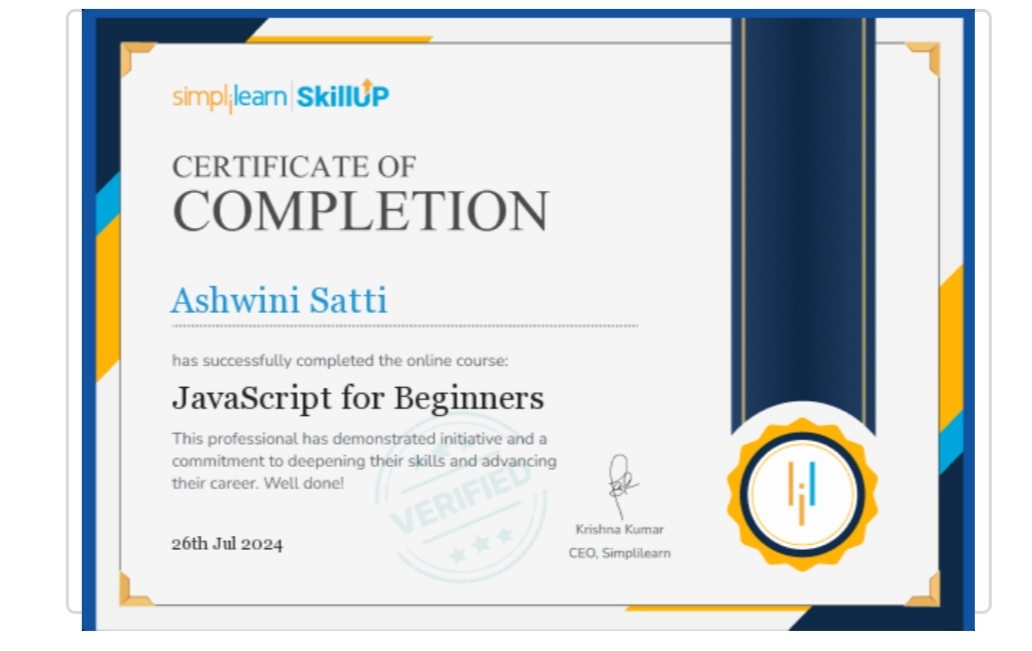 simplilearn | SkillUP
CERTIFICATE OF
COMPLETION
Ashwini Satti
has successfully completed the online course:
JavaScript for Beginners
This professional has demonstrated initiative and a
commitment to deepening their skills and advancing
their career. Well done!
VERIFIED
26th Jul 2024
Krishna Kumar
CEO, Simplilearn